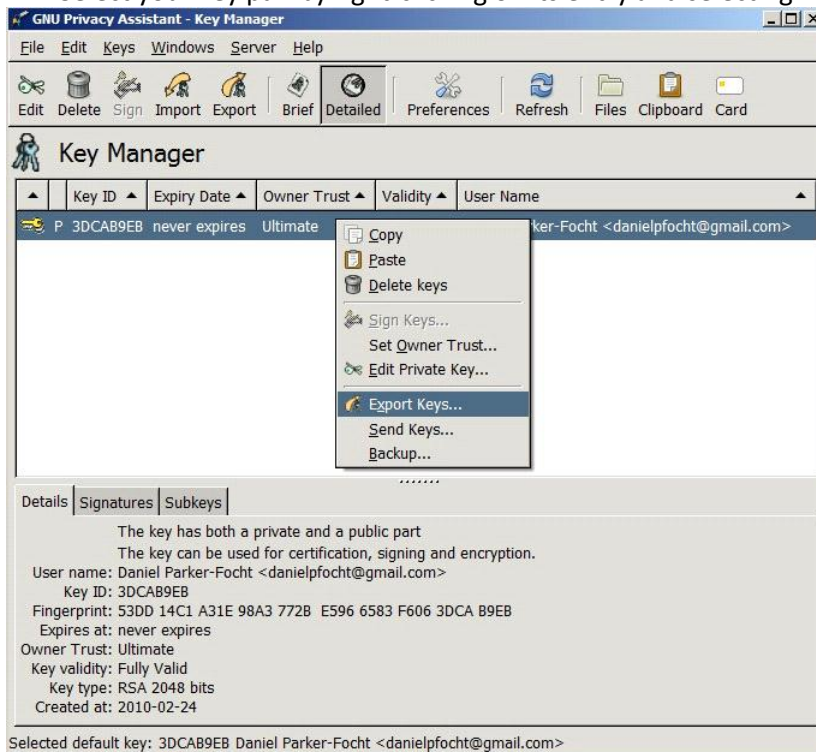 GNU Privacy Assistant - Key Manager
File Edit Keys Windows Server Help
Edit Delete Sign Import Export Brief Detailed Preferences Refresh Files Clipboard Card
Key Manager
Key ID Expiry Date Owner Trust Validity User Name
P 3DCAB9EB never expires Ultimate ker-Focht <danielpfocht@gmail.com>
Copy
Paste
Delete keys
Sign Keys...
Set Owner Trust...
Edit Private Key...
Export Keys...
Send Keys...
Backup...
Details Signatures Subkeys
The key has both a private and a public part
The key can be used for certification, signing and encryption.
User name: Daniel Parker-Focht <danielpfocht@gmail.com>
Key ID: 3DCAB9EB
Fingerprint: 53DD 14C1 A31E 98A3 772B E596 6583 F606 3DCA B9EB
Expires at: never expires
Owner Trust: Ultimate
Key validity: Fully Valid
Key type: RSA 2048 bits
Created at: 2010-02-24
Selected default key: 3DCAB9EB Daniel Parker-Focht <danielpfocht@gmail.com>